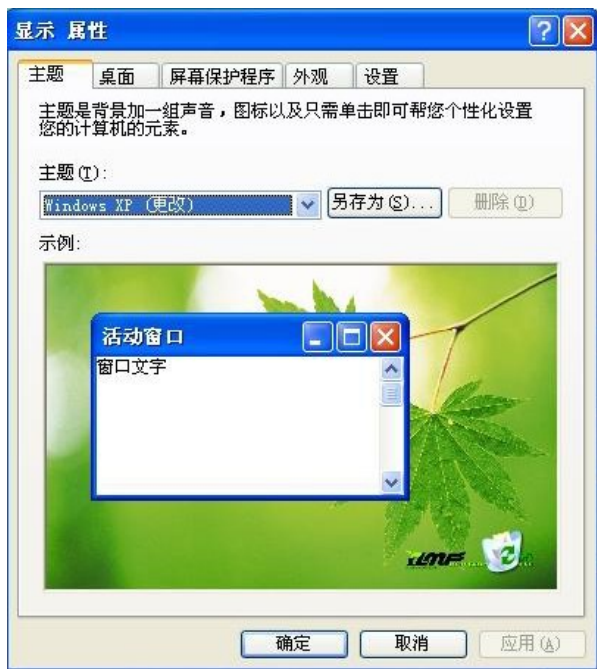 显示 属性
主题 桌面 屏幕保护程序 外观 设置
主题是背景加一组声音，图标以及只需单击即可帮您个性化设置
您的计算机的元素。
主题(T):
Windows XP (更改) 另存为(S)... 删除(D)
示例:
活动窗口
窗口文字
确定 取消 应用(A)